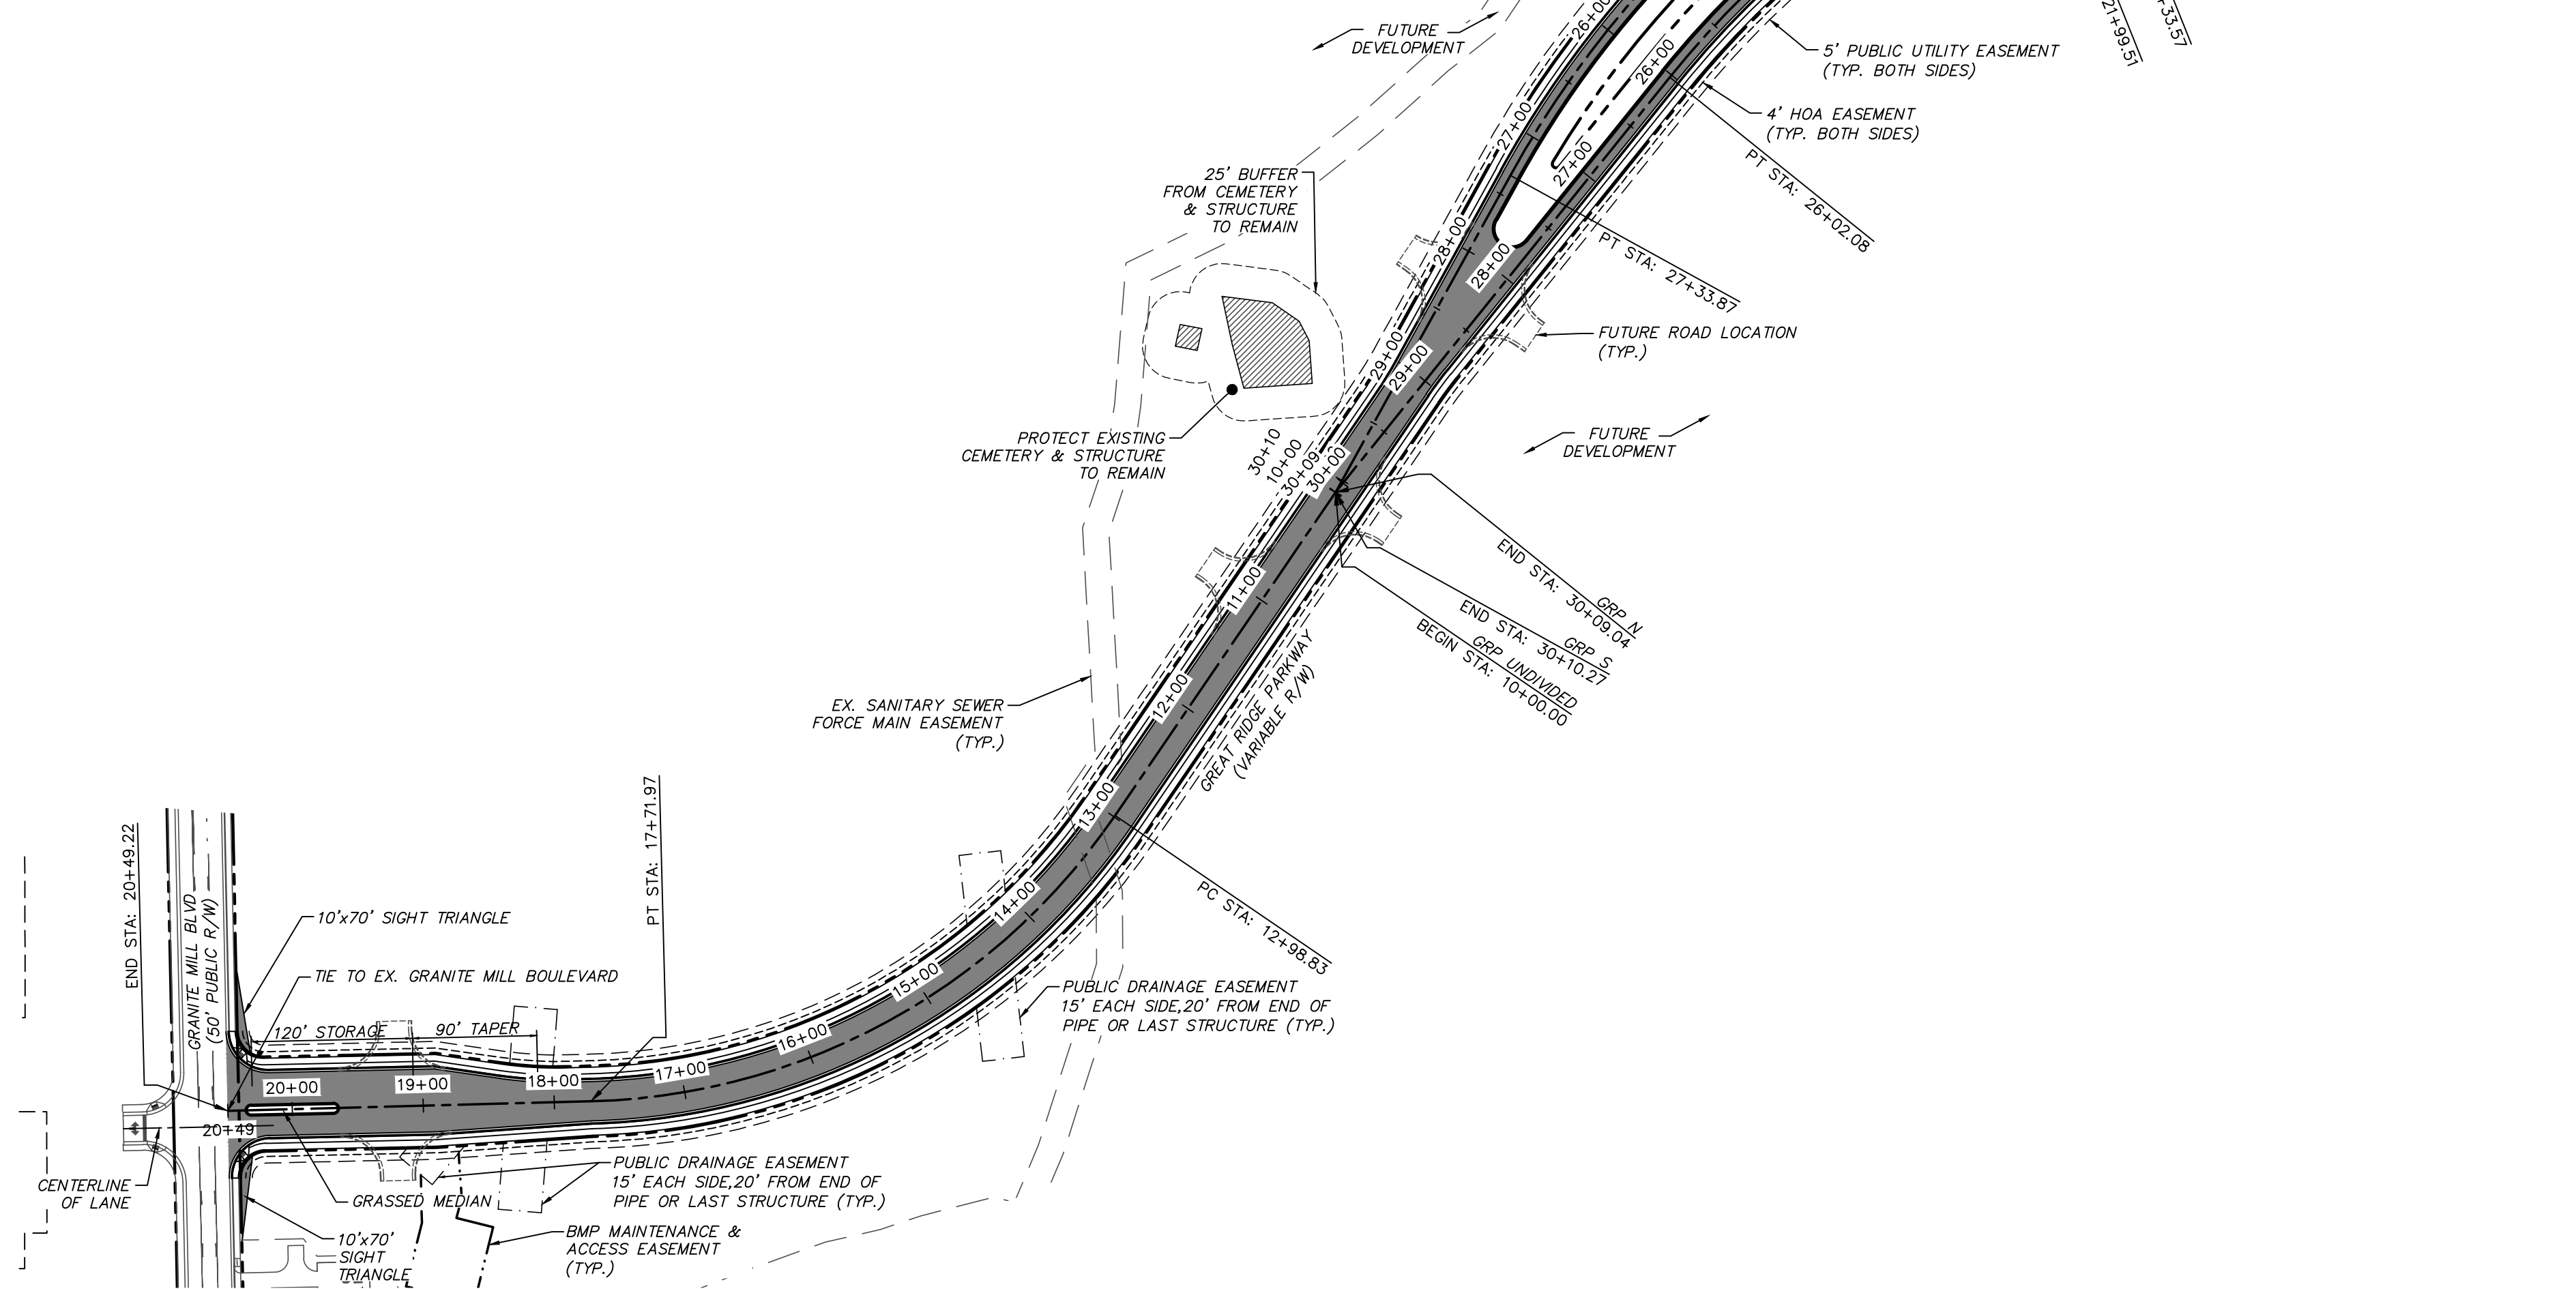 FUTURE
DEVELOPMENT
26+00
26+00
21+99.51
+33.57
5' PUBLIC UTILITY EASEMENT
(TYP. BOTH SIDES)
4' HOA EASEMENT
(TYP. BOTH SIDES)
27+00
27+00
PT STA: 26+02.08
25' BUFFER
FROM CEMETERY
& STRUCTURE
TO REMAIN
28+00
28+00
PT STA: 27+33.87
FUTURE ROAD LOCATION
(TYP.)
29+00
29+00
FUTURE
DEVELOPMENT
PROTECT EXISTING
CEMETERY & STRUCTURE
TO REMAIN
30+10
10+00
30+09
30+00
GRP N
END STA: 30+09.04
GRP S
END STA: 30+10.27
GRP UNDIVIDED
BEGIN STA: 10+00.00
11+00
12+00
GREAT RIDGE PARKWAY
(VARIABLE R/W)
EX. SANITARY SEWER
FORCE MAIN EASEMENT
(TYP.)
13+00
PC STA: 12+98.83
14+00
15+00
PUBLIC DRAINAGE EASEMENT
15' EACH SIDE,20' FROM END OF
PIPE OR LAST STRUCTURE (TYP.)
16+00
17+00
PT STA: 17+71.97
END STA: 20+49.22
GRANITE MILL BLVD
(50' PUBLIC R/W)
10'x70' SIGHT TRIANGLE
TIE TO EX. GRANITE MILL BOULEVARD
120' STORAGE
90' TAPER
20+00
19+00
18+00
20+49
CENTERLINE
OF LANE
GRASSED MEDIAN
PUBLIC DRAINAGE EASEMENT
15' EACH SIDE,20' FROM END OF
PIPE OR LAST STRUCTURE (TYP.)
10'x70'
SIGHT
TRIANGLE
BMP MAINTENANCE &
ACCESS EASEMENT
(TYP.)